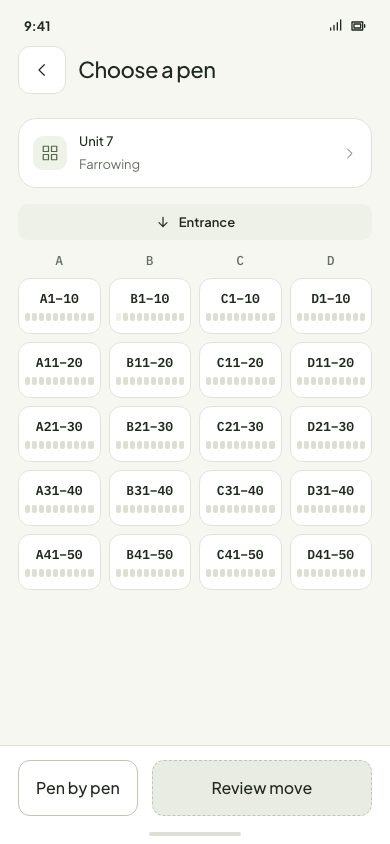 9:41
Choose a pen
Unit 7
Farrowing
Entrance
A B C D
A1–10 B1–10 C1–10 D1–10
A11–20 B11–20 C11–20 D11–20
A21–30 B21–30 C21–30 D21–30
A31–40 B31–40 C31–40 D31–40
A41–50 B41–50 C41–50 D41–50
Pen by pen Review move